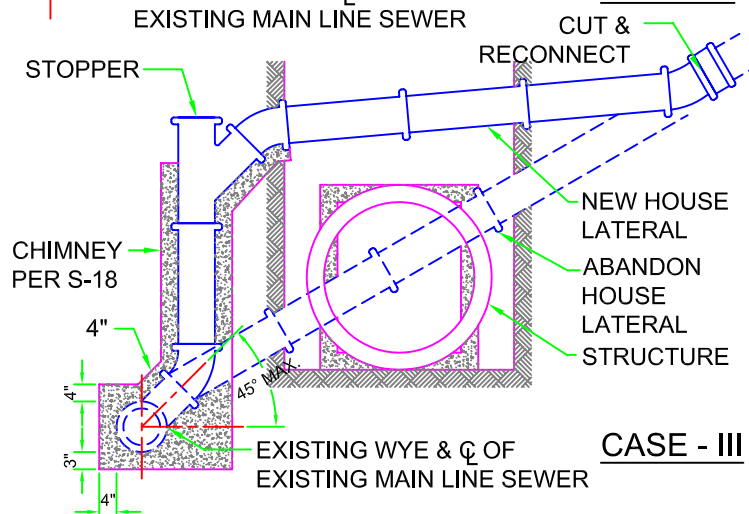 ℄
EXISTING MAIN LINE SEWER
CUT &
RECONNECT
STOPPER
NEW HOUSE
LATERAL
CHIMNEY
PER S-18
ABANDON
HOUSE
LATERAL
4"
STRUCTURE
45° MAX.
4"
EXISTING WYE & ℄ OF
EXISTING MAIN LINE SEWER
CASE - III
3"
4"